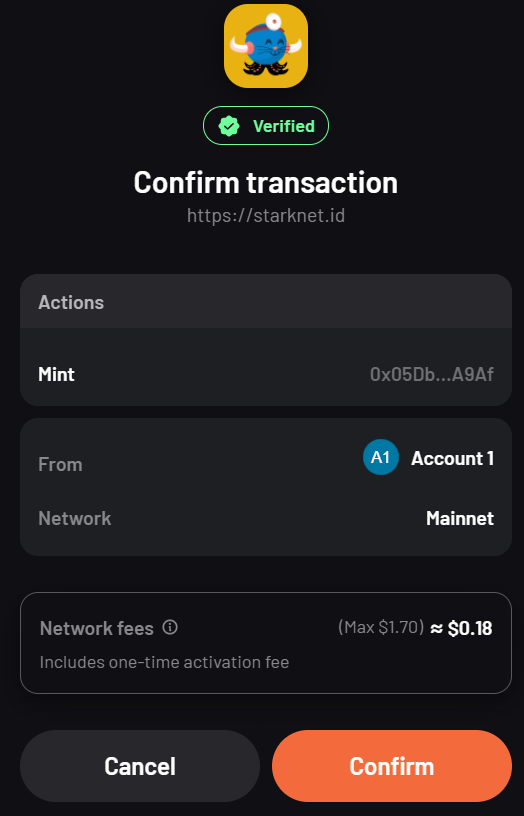 Verified
Confirm transaction
https://starknet.id
Actions
Mint 0x05Db...A9Af
From A1 Account 1
Network Mainnet
Network fees (Max $1.70) ≈ $0.18
Includes one-time activation fee
Cancel Confirm